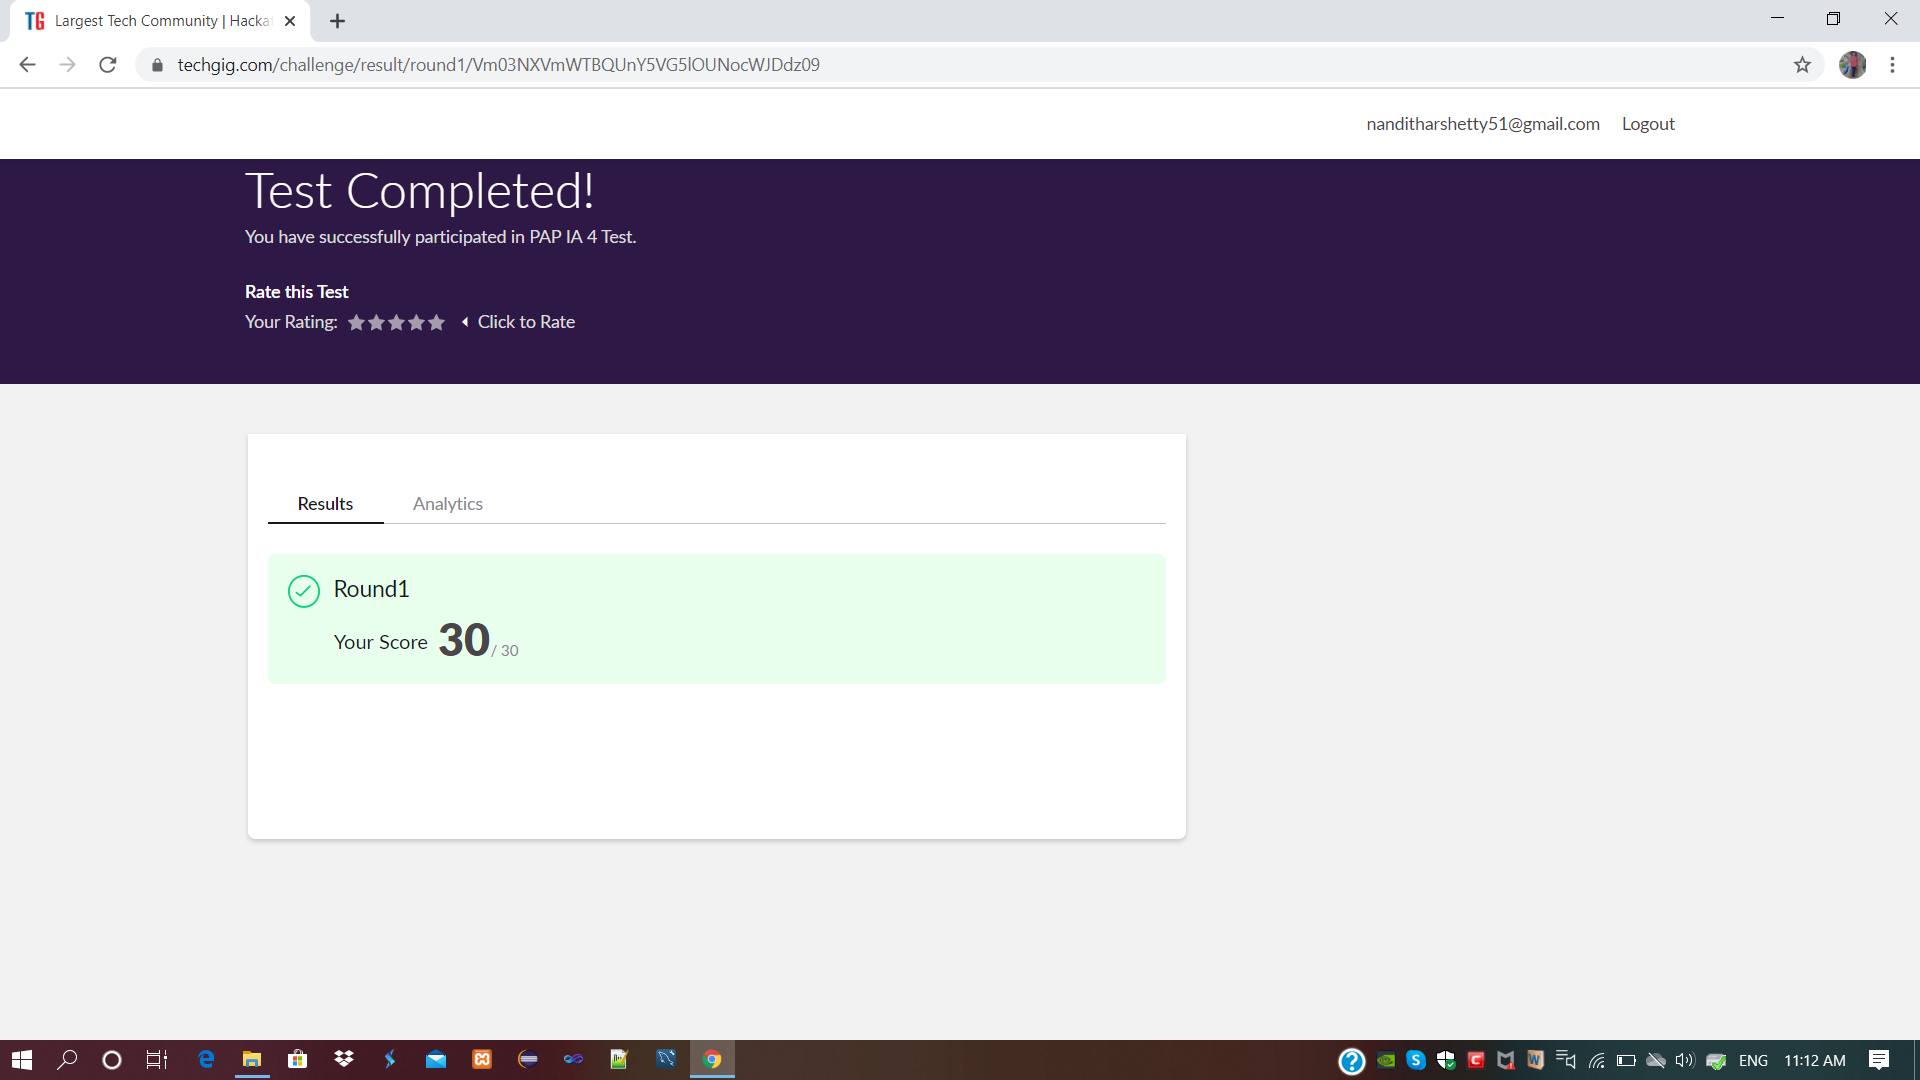 TG Largest Tech Community | Hacka
techgig.com/challenge/result/round1/Vm03NXVmWTBQUnY5VG5lOUNocWJDdz09
nanditharshetty51@gmail.com Logout
Test Completed!
You have successfully participated in PAP IA 4 Test.
Rate this Test
Your Rating: Click to Rate
Results Analytics
Round1
Your Score 30 / 30
ENG 11:12 AM